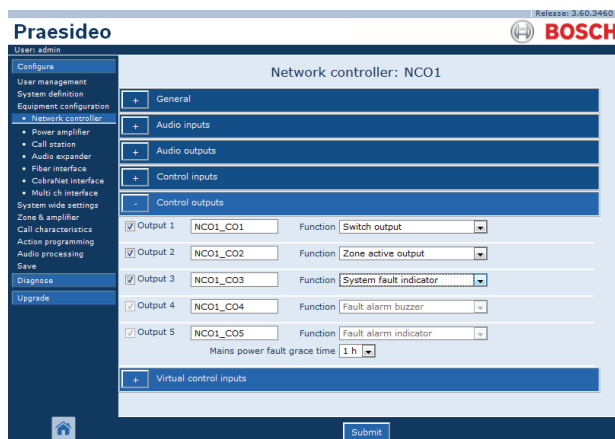 Release: 3.60.3460
Praesideo
BOSCH
User: admin
Configure
User management
System definition
Equipment configuration
• Network controller
• Power amplifier
• Call station
• Audio expander
• Fiber interface
• CobraNet interface
• Multi ch interface
System wide settings
Zone & amplifier
Call characteristics
Action programming
Audio processing
Save
Diagnose
Upgrade
Network controller: NCO1
+ General
+ Audio inputs
+ Audio outputs
+ Control inputs
- Control outputs
Output 1 NCO1_CO1 Function Switch output
Output 2 NCO1_CO2 Function Zone active output
Output 3 NCO1_CO3 Function System fault indicator
Output 4 NCO1_CO4 Function Fault alarm buzzer
Output 5 NCO1_CO5 Function Fault alarm indicator
Mains power fault grace time 1 h
+ Virtual control inputs
Submit